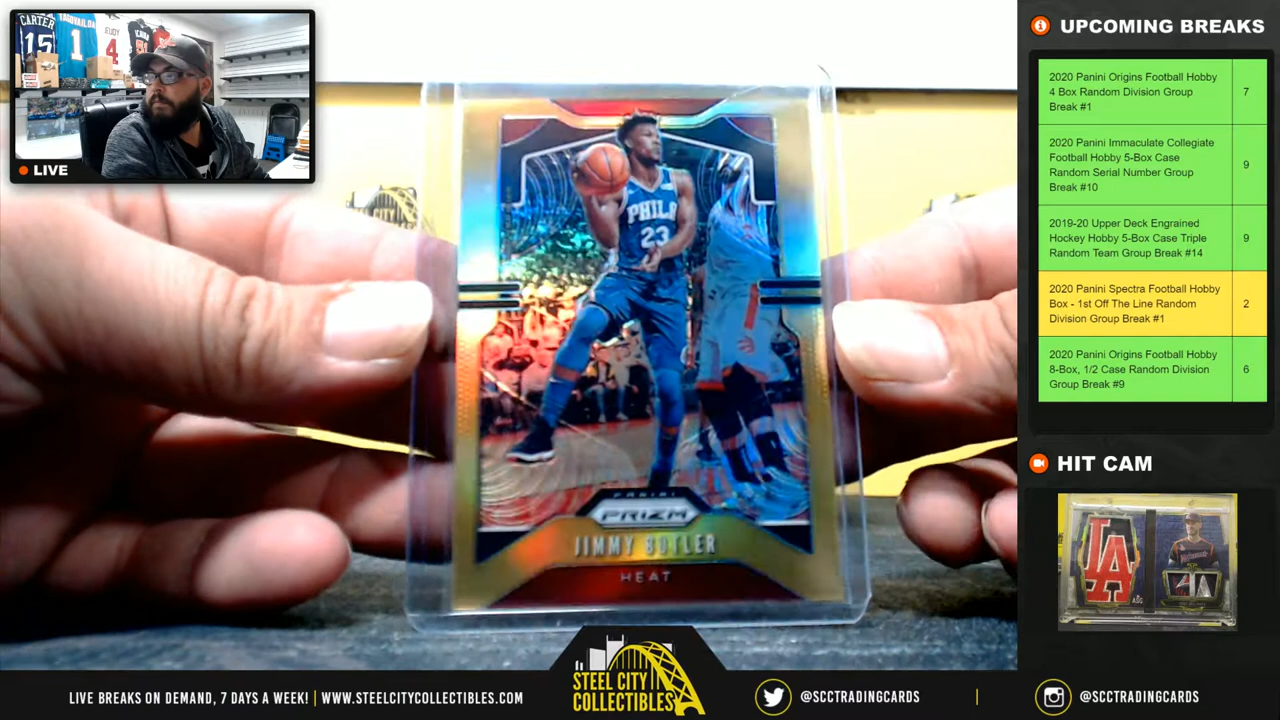 CARTER
15
1
JEUDY
4
LIVE
PHILA
23
PANINI
PRIZM
JIMMY BUTLER
HEAT
UPCOMING BREAKS
2020 Panini Origins Football Hobby
4 Box Random Division Group
Break #1
7
2020 Panini Immaculate Collegiate
Football Hobby 5-Box Case
Random Serial Number Group
Break #10
9
2019-20 Upper Deck Engrained
Hockey Hobby 5-Box Case Triple
Random Team Group Break #14
9
2020 Panini Spectra Football Hobby
Box - 1st Off The Line Random
Division Group Break #1
2
2020 Panini Origins Football Hobby
8-Box, 1/2 Case Random Division
Group Break #9
6
HIT CAM
LA
LIVE BREAKS ON DEMAND, 7 DAYS A WEEK! | WWW.STEELCITYCOLLECTIBLES.COM
STEEL CITY
COLLECTIBLES
@SCCTRADINGCARDS
@SCCTRADINGCARDS